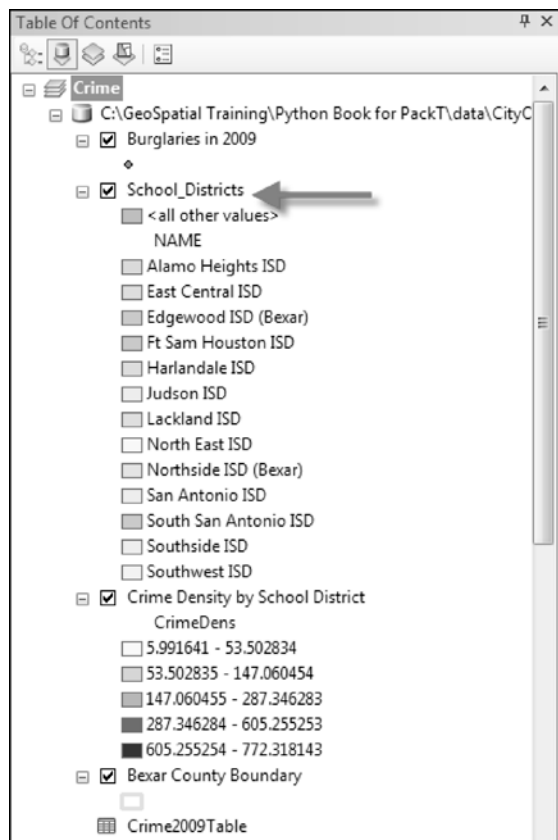 Table Of Contents
Crime
C:\GeoSpatial Training\Python Book for PackT\data\CityC
Burglaries in 2009
School_Districts
<all other values>
NAME
Alamo Heights ISD
East Central ISD
Edgewood ISD (Bexar)
Ft Sam Houston ISD
Harlandale ISD
Judson ISD
Lackland ISD
North East ISD
Northside ISD (Bexar)
San Antonio ISD
South San Antonio ISD
Southside ISD
Southwest ISD
Crime Density by School District
CrimeDens
5.991641 - 53.502834
53.502835 - 147.060454
147.060455 - 287.346283
287.346284 - 605.255253
605.255254 - 772.318143
Bexar County Boundary
Crime2009Table